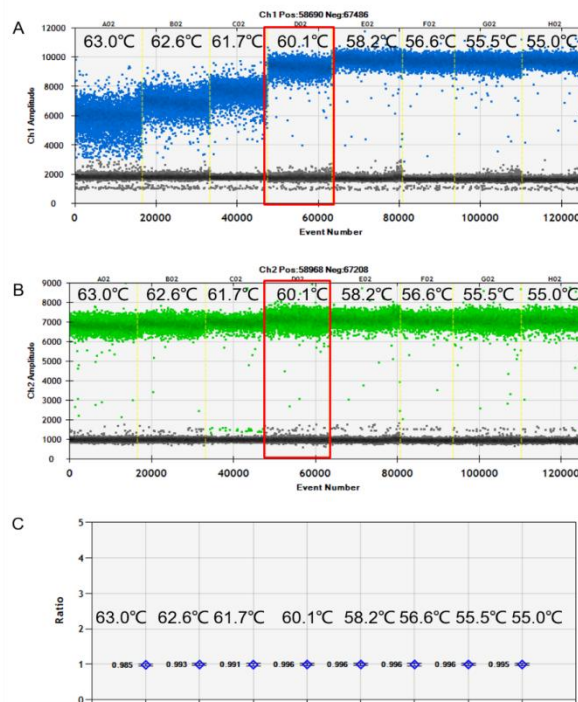 A
Ch1 Pos:58690 Neg:67486
A02 B02 C02 D02 E02 F02 G02 H02
63.0℃ 62.6℃ 61.7℃ 60.1℃ 58.2℃ 56.6℃ 55.5℃ 55.0℃
Ch1 Amplitude
12000
10000
8000
6000
4000
2000
0
0 20000 40000 60000 80000 100000 120000
Event Number
B
Ch2 Pos:58968 Neg:67208
A02 B02 C02 D02 E02 F02 G02 H02
63.0℃ 62.6℃ 61.7℃ 60.1℃ 58.2℃ 56.6℃ 55.5℃ 55.0℃
Ch2 Amplitude
9000
8000
7000
6000
5000
4000
3000
2000
1000
0
0 20000 40000 60000 80000 100000 120000
Event Number
C
Ratio
5
4
3
2
1
0
63.0℃ 62.6℃ 61.7℃ 60.1℃ 58.2℃ 56.6℃ 55.5℃ 55.0℃
0.985 0.993 0.991 0.996 0.996 0.996 0.996 0.995